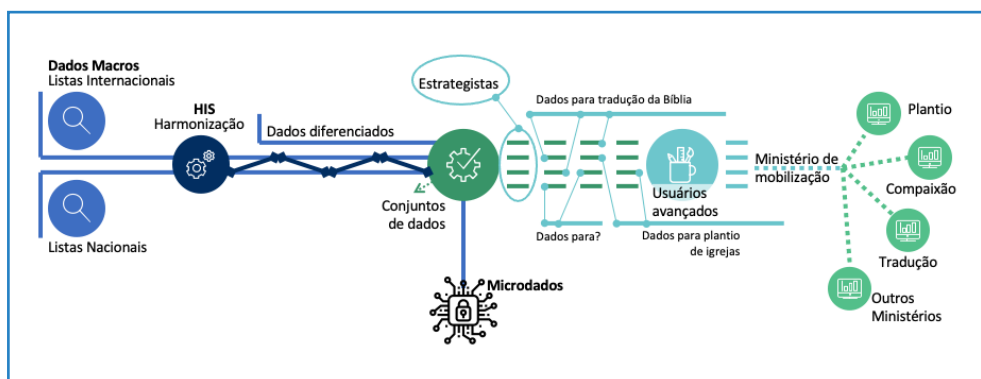 Dados Macros
Listas Internacionais
HIS
Harmonização
Dados diferenciados
Listas Nacionais
Estrategistas
Conjuntos
de dados
Microdados
Dados para tradução da Bíblia
Usuários
avançados
Dados para?
Dados para plantio
de igrejas
Ministério de
mobilização
Plantio
Compaixão
Tradução
Outros
Ministérios